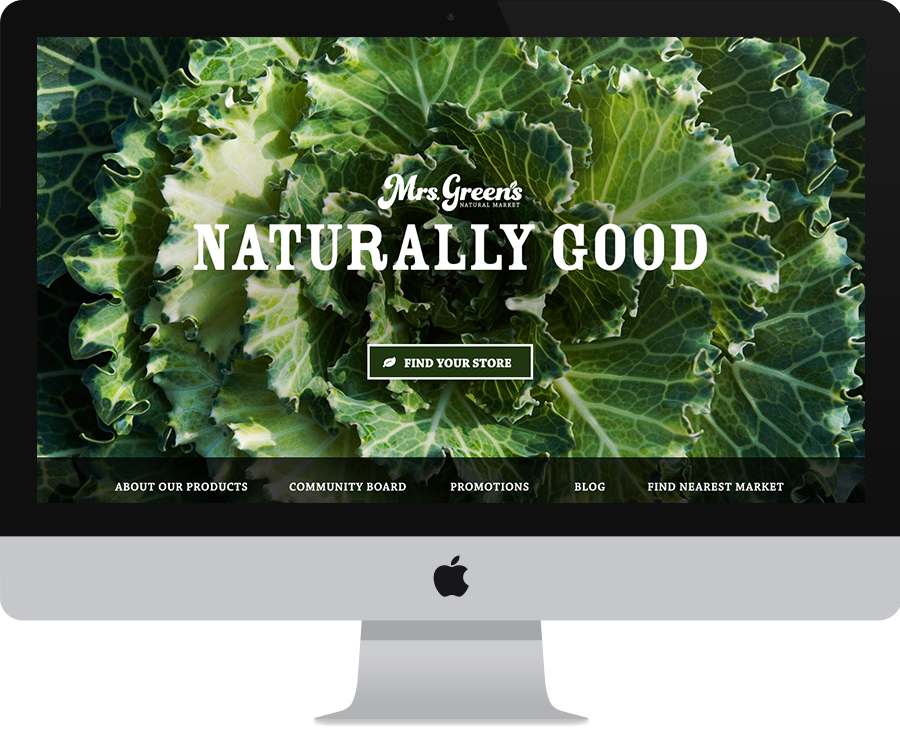 Mrs. Green's
NATURAL MARKET
NATURALLY GOOD
FIND YOUR STORE
ABOUT OUR PRODUCTS COMMUNITY BOARD PROMOTIONS BLOG FIND NEAREST MARKET